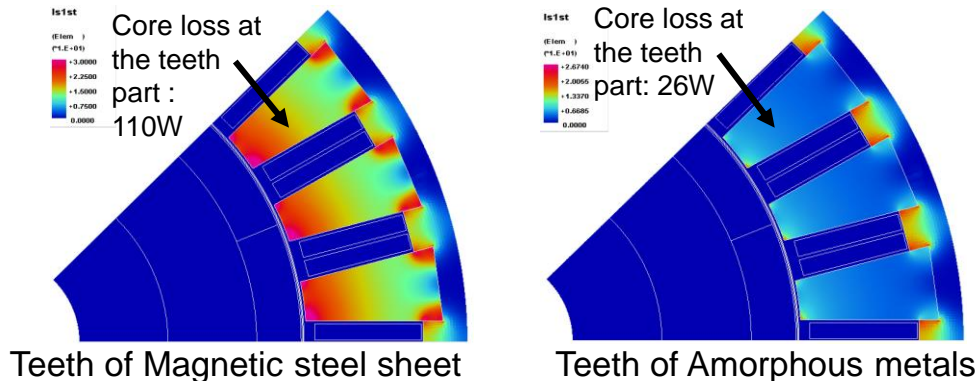 ls1st
(Elem )
(*1.E+01)
+3.0000
+2.2500
+1.5000
+0.7500
0.0000
Core loss at
the teeth
part :
110W
Teeth of Magnetic steel sheet
ls1st
(Elem )
(*1.E+01)
+2.6740
+2.0055
+1.3370
+0.6685
0.0000
Core loss at
the teeth
part: 26W
Teeth of Amorphous metals